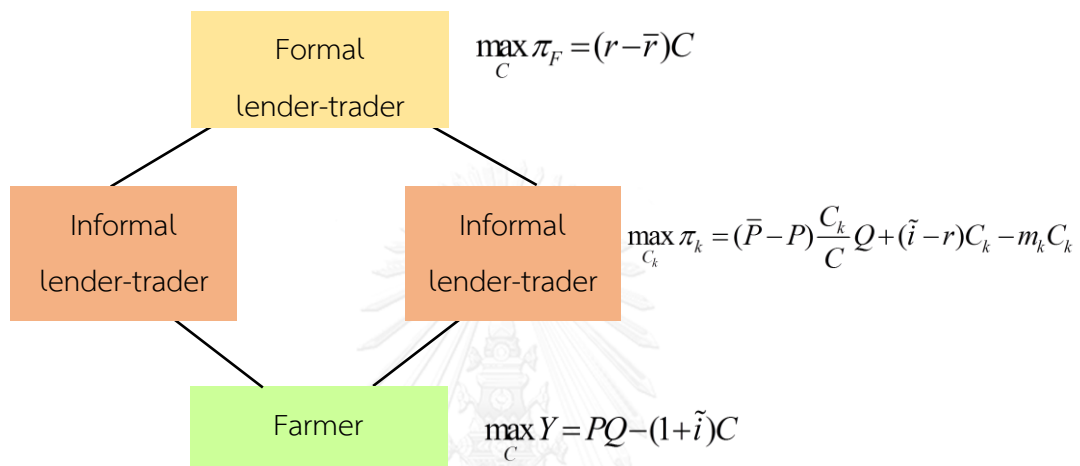 Formal
lender-trader
max_C π_F = (r − r̄)C
Informal
lender-trader
Informal
lender-trader
max_{C_k} π_k = (P̄ − P) \frac{C_k}{C} Q + (ĩ − r)C_k − m_k C_k
Farmer
max_C Y = PQ − (1 + ĩ)C